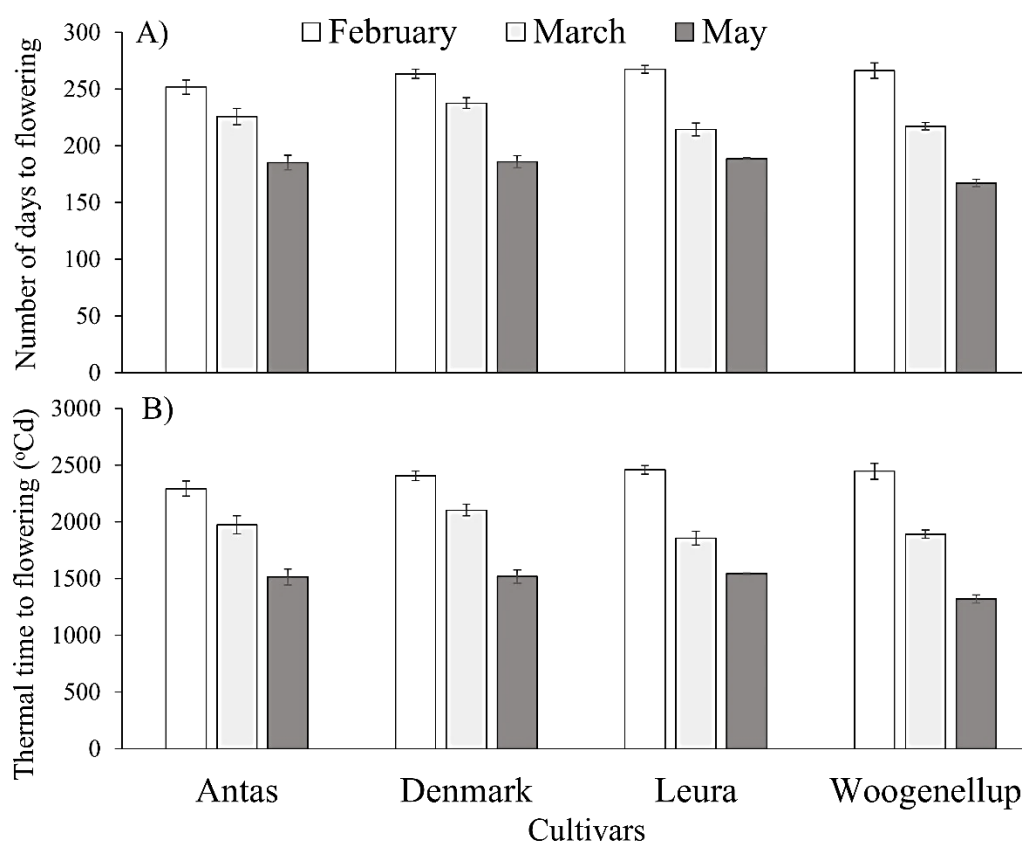 A)
February March May
Number of days to flowering
300
250
200
150
100
50
0
B)
Thermal time to flowering (ºCd)
3000
2500
2000
1500
1000
500
0
Antas Denmark Leura Woogenellup
Cultivars